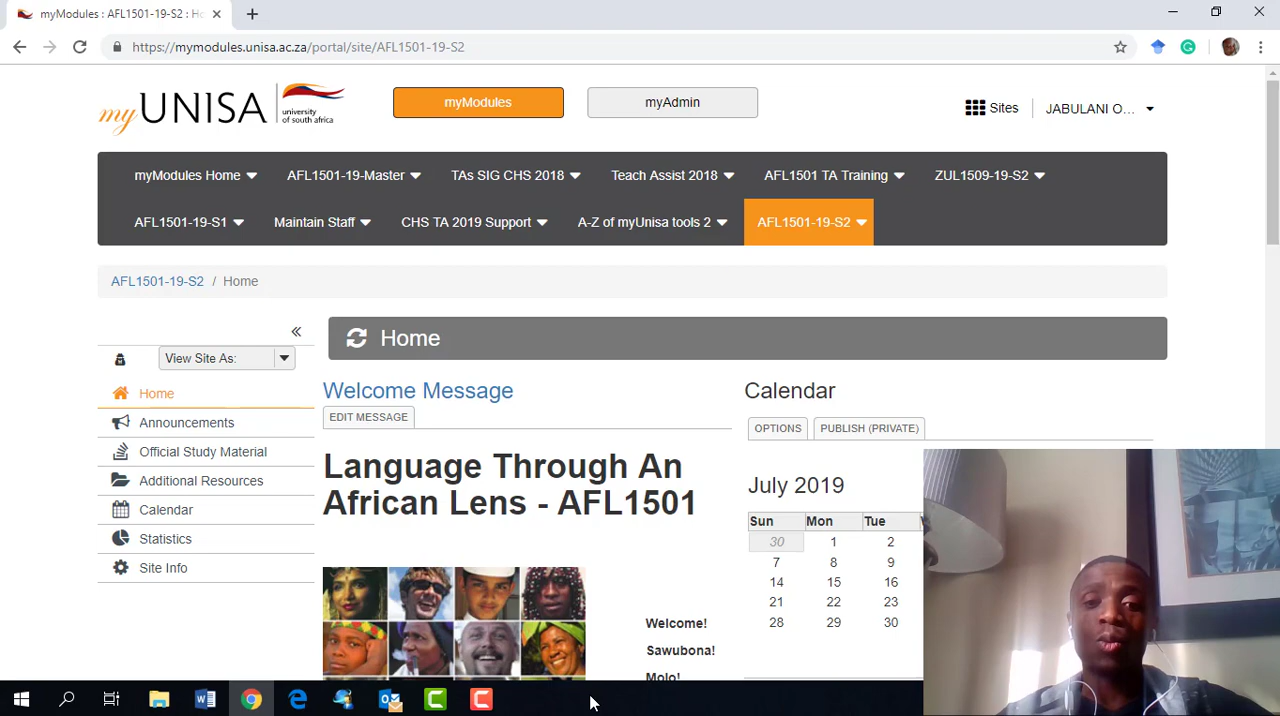 myModules : AFL1501-19-S2 : Ho
https://mymodules.unisa.ac.za/portal/site/AFL1501-19-S2
myUNISA
university
of south africa
myModules
myAdmin
Sites
JABULANI O...
myModules Home
AFL1501-19-Master
TAs SIG CHS 2018
Teach Assist 2018
AFL1501 TA Training
ZUL1509-19-S2
AFL1501-19-S1
Maintain Staff
CHS TA 2019 Support
A-Z of myUnisa tools 2
AFL1501-19-S2
AFL1501-19-S2 / Home
«
View Site As:
Home
Announcements
Official Study Material
Additional Resources
Calendar
Statistics
Site Info
Home
Welcome Message
EDIT MESSAGE
Language Through An
African Lens - AFL1501
Welcome!
Sawubona!
Molo!
Calendar
OPTIONS
PUBLISH (PRIVATE)
July 2019
Sun Mon Tue
30 1 2
7 8 9
14 15 16
21 22 23
28 29 30